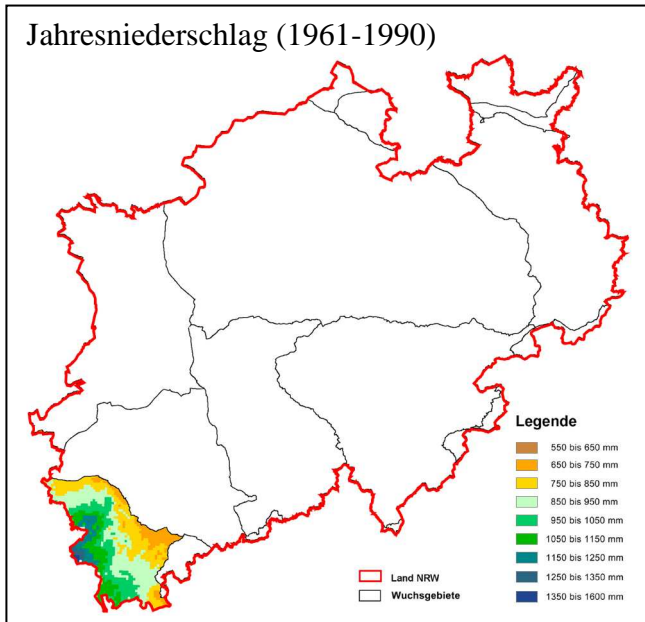 Jahresniederschlag (1961-1990)
Legende
550 bis 650 mm
650 bis 750 mm
750 bis 850 mm
850 bis 950 mm
950 bis 1050 mm
1050 bis 1150 mm
1150 bis 1250 mm
1250 bis 1350 mm
1350 bis 1600 mm
Land NRW
Wuchsgebiete